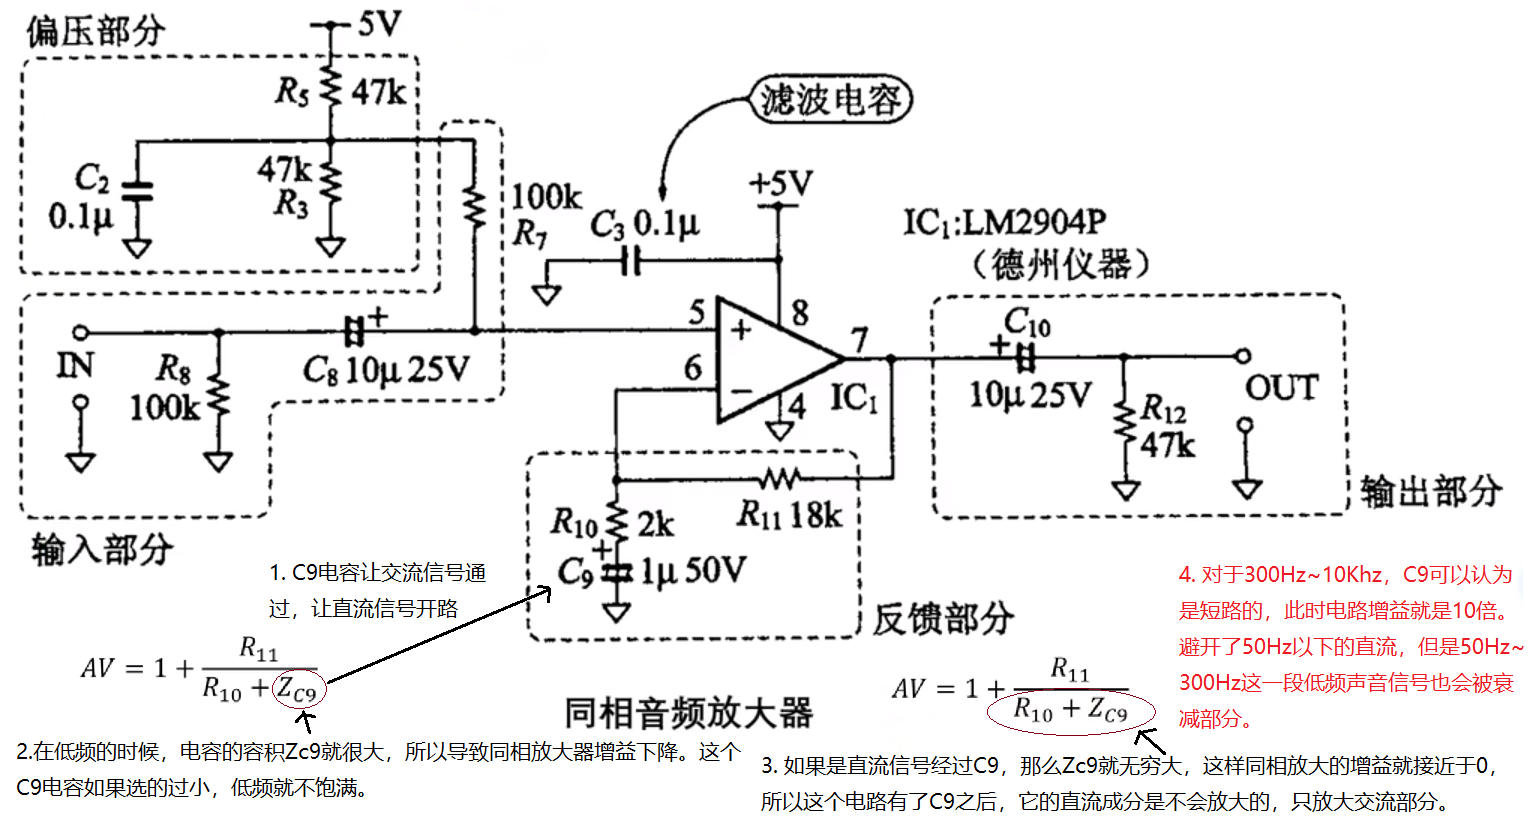 偏压部分
5V
R5 47k
滤波电容
C2
0.1μ
47k
R3
100k
R7
+5V
C3 0.1μ
IC1:LM2904P
（德州仪器）
IN
R8
100k
+
C8 10μ 25V
5
+
8
6
−
4
7
IC1
+
C10
10μ 25V
R12
47k
OUT
R10
2k
R11 18k
+
C9
1μ 50V
输入部分
反馈部分
输出部分
1. C9电容让交流信号通
过，让直流信号开路
AV = 1 + R11 / (R10 + ZC9)
同相音频放大器
AV = 1 + R11 / (R10 + ZC9)
4. 对于300Hz~10Khz，C9可以认为
是短路的，此时电路增益就是10倍。
避开了50Hz以下的直流，但是50Hz~
300Hz这一段低频声音信号也会被衰
减部分。
2.在低频的时候，电容的容积Zc9就很大，所以导致同相放大器增益下降。这个
C9电容如果选的过小，低频就不饱满。
3. 如果是直流信号经过C9，那么Zc9就无穷大，这样同相放大的增益就接近于0，
所以这个电路有了C9之后，它的直流成分是不会放大的，只放大交流部分。